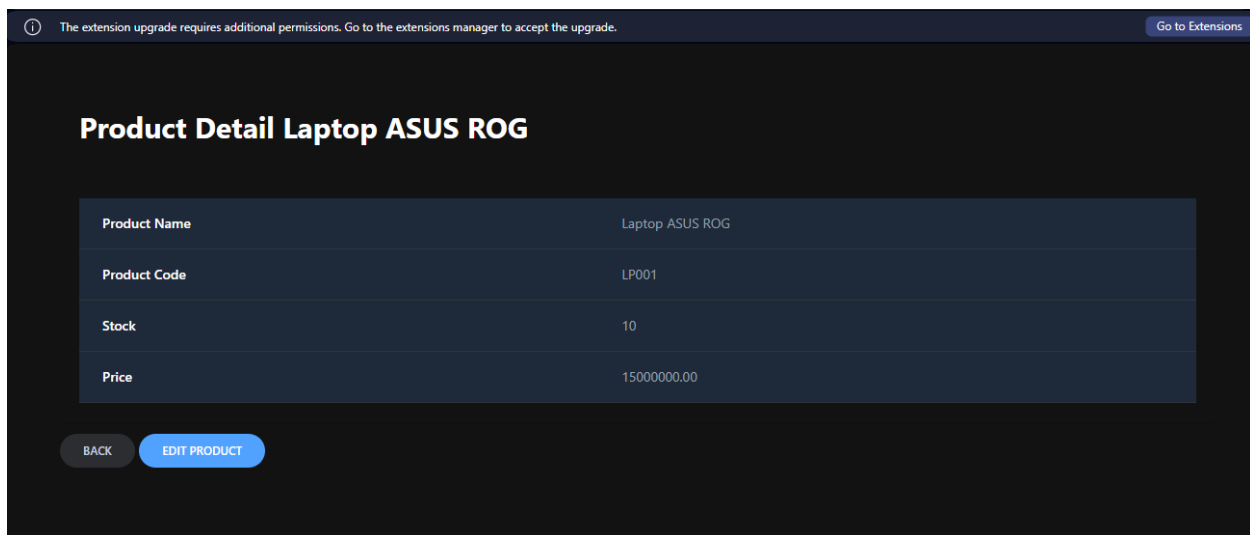 The extension upgrade requires additional permissions. Go to the extensions manager to accept the upgrade. Go to Extensions
Product Detail Laptop ASUS ROG
Product Name Laptop ASUS ROG
Product Code LP001
Stock 10
Price 15000000.00
BACK EDIT PRODUCT